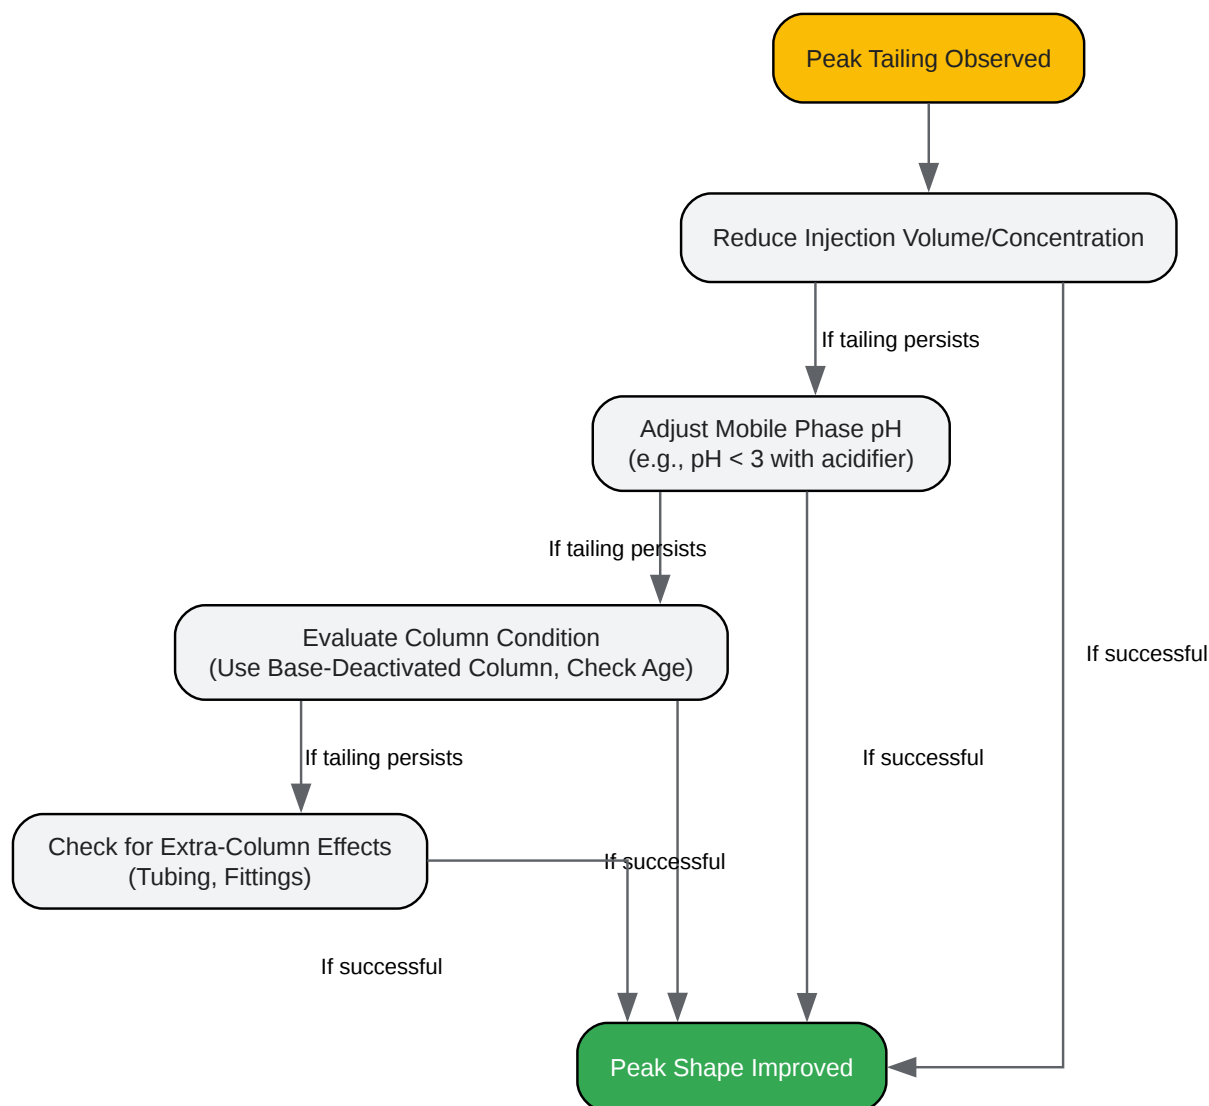 Peak Tailing Observed
Reduce Injection Volume/Concentration
If tailing persists
Adjust Mobile Phase pH
(e.g., pH < 3 with acidifier)
If tailing persists
Evaluate Column Condition
(Use Base-Deactivated Column, Check Age)
If successful
If tailing persists
If successful
Check for Extra-Column Effects
(Tubing, Fittings)
If successful
If successful
Peak Shape Improved